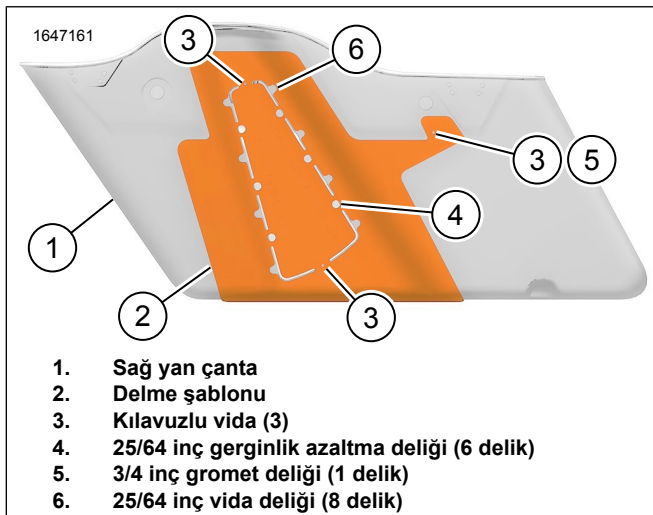 1647161
3
6
3
5
4
1
2
3
1. Sağ yan çanta
2. Delme şablonu
3. Kılavuzlu vida (3)
4. 25/64 inç gerginlik azaltma deliği (6 delik)
5. 3/4 inç gromet deliği (1 delik)
6. 25/64 inç vida deliği (8 delik)